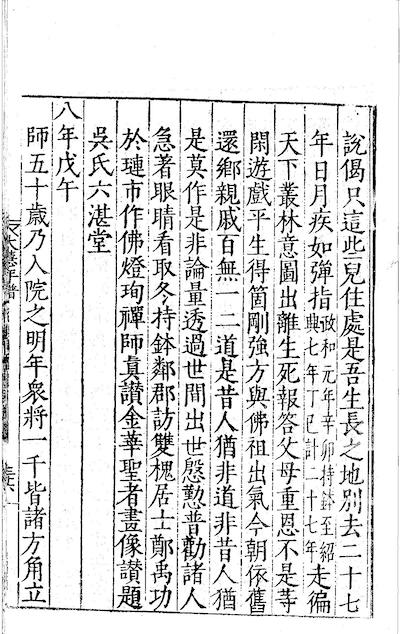 說偈只這些兒住處是吾生長之地別去二十七
年日月疾如彈指政和元年辛卯持鉢至紹興七年丁巳計二十七年走徧
天下叢林意圖出離生死報答父母重恩不是等
閑遊戲平生得箇剛強方與佛祖出氣今朝依舊
還鄉親戚百無一二道是昔人猶非道非昔人猶
是莫作是非論量透過世間出世慇懃普勸諸人
急著眼睛看取冬持鉢鄰郡訪雙槐居士鄭禹功
於璉市作佛燈珣禪師真讚金華聖者畫像讚題
吳氏六湛堂
八年戊午
師五十歲乃入院之明年衆將一千皆諸方角立